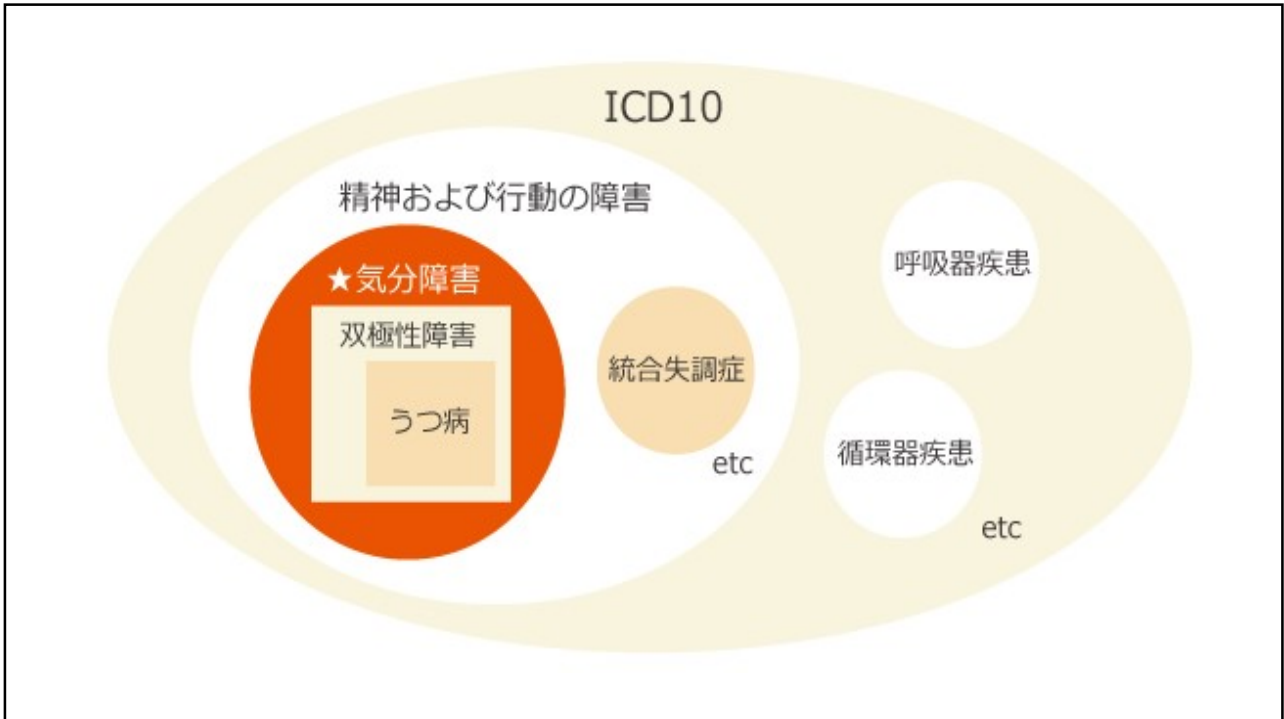 ICD10
精神および行動の障害
★気分障害
双極性障害
うつ病
統合失調症
etc
呼吸器疾患
循環器疾患
etc